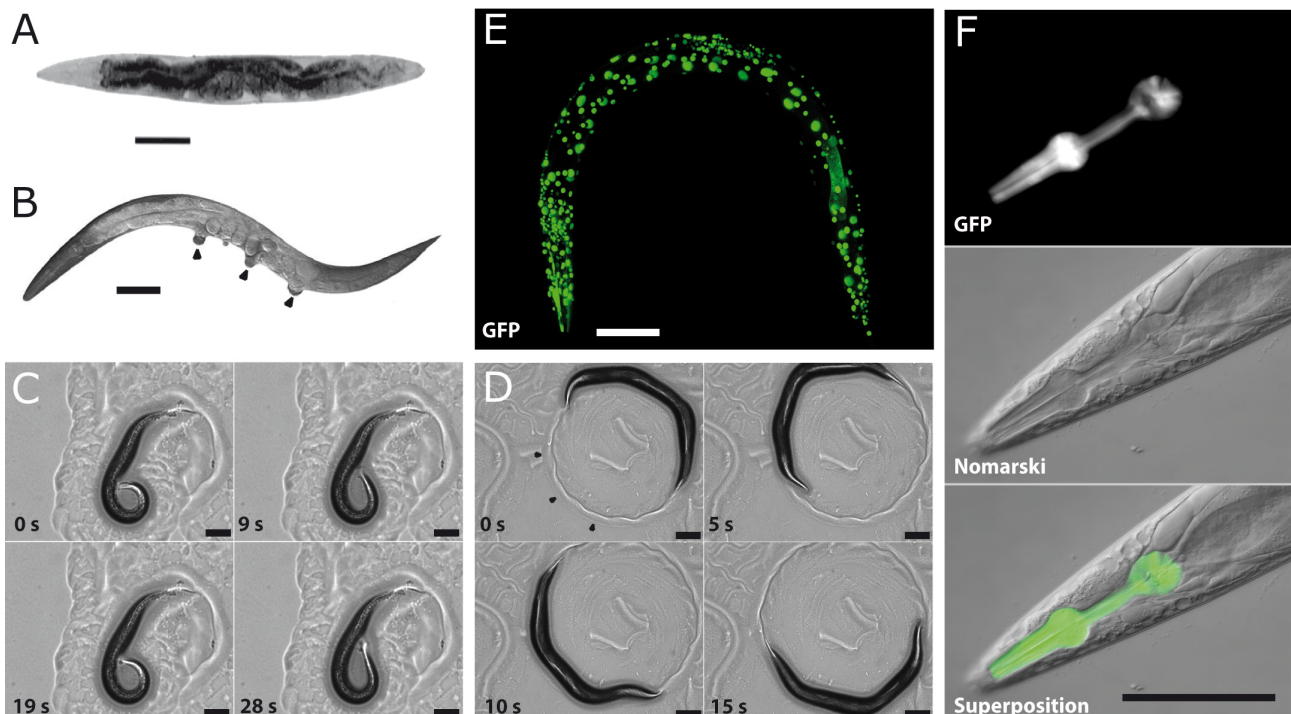 A
B
C
0 s
9 s
19 s
28 s
D
0 s
5 s
10 s
15 s
E
GFP
F
GFP
Nomarski
Superposition